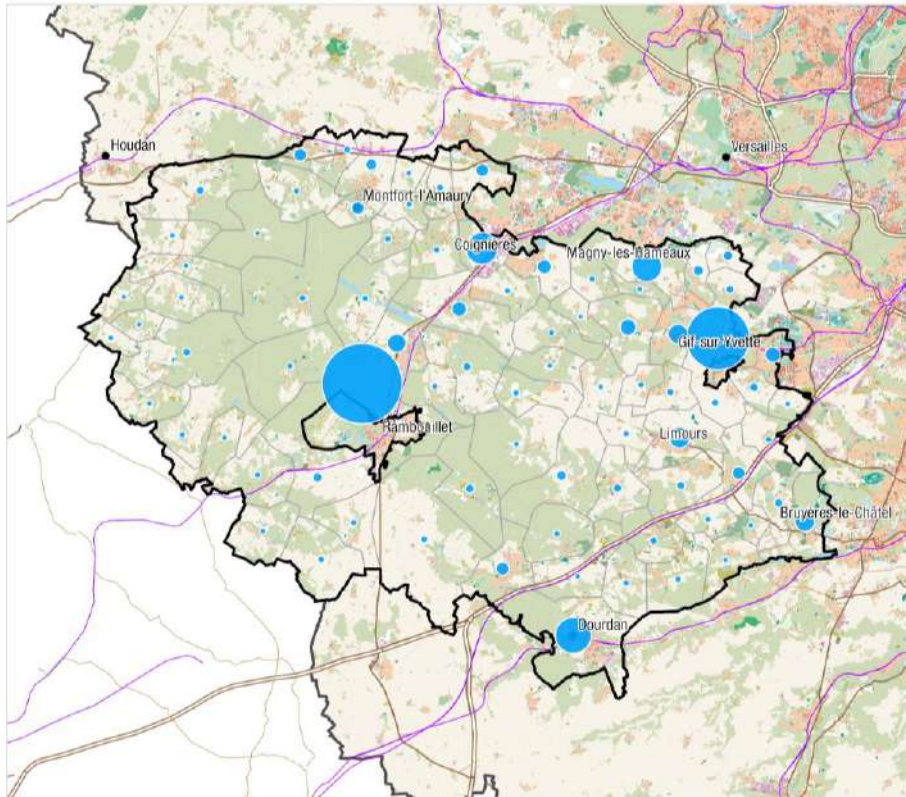 Houdan
Versailles
Montfort-l'Amaury
Coignières
Magny-les-Hameaux
Gif-sur-Yvette
Rambouillet
Limours
Bruyères-le-Châtel
Dourdan